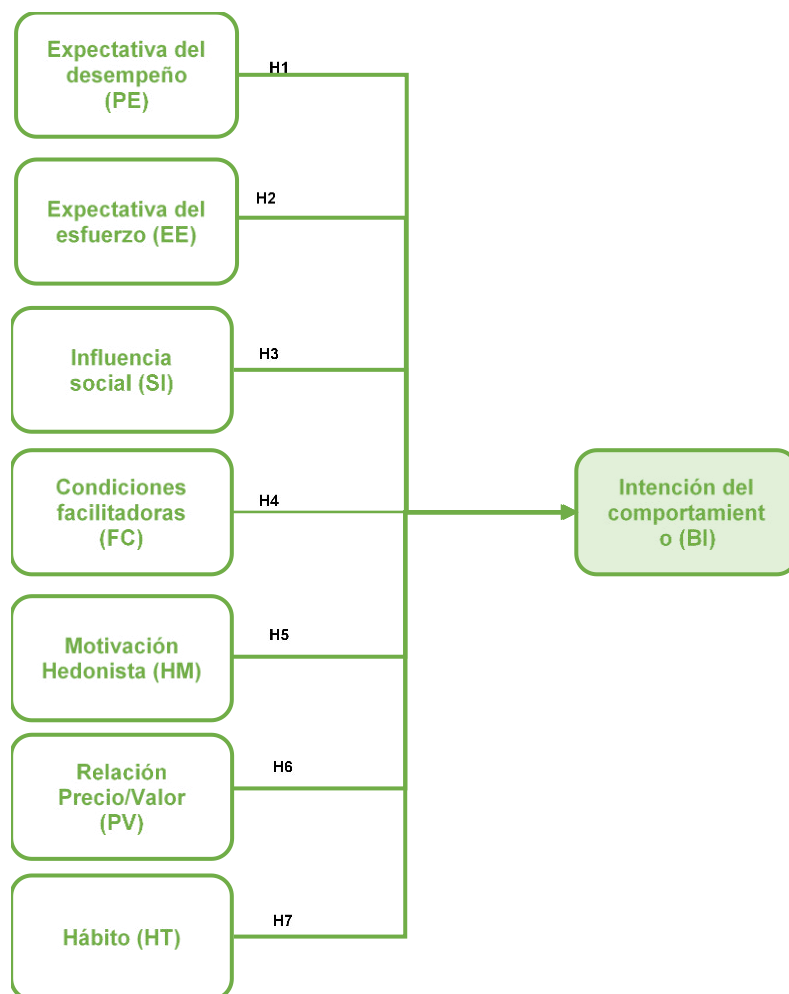 Expectativa del
desempeño
(PE)
H1
Expectativa del
esfuerzo (EE)
H2
Influencia
social (SI)
H3
Condiciones
facilitadoras
(FC)
H4
Intención del
comportamient
o (BI)
Motivación
Hedonista (HM)
H5
Relación
Precio/Valor
(PV)
H6
Hábito (HT)
H7